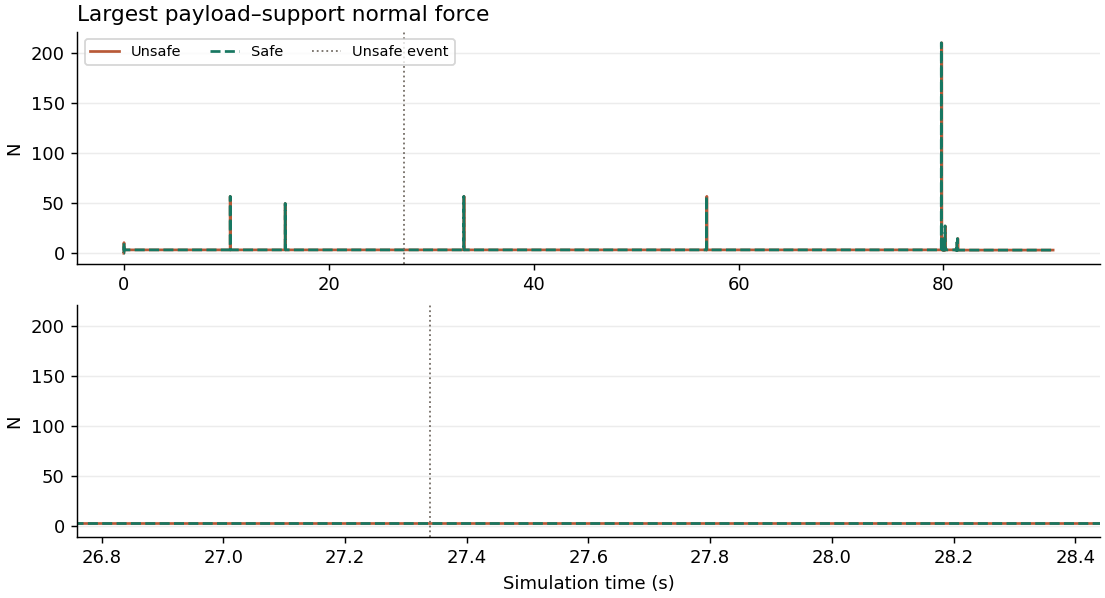 Largest payload–support normal force
Unsafe Safe Unsafe event
200
150
100
50
0
N
0 20 40 60 80
200
150
100
50
0
N
26.8 27.0 27.2 27.4 27.6 27.8 28.0 28.2 28.4
Simulation time (s)